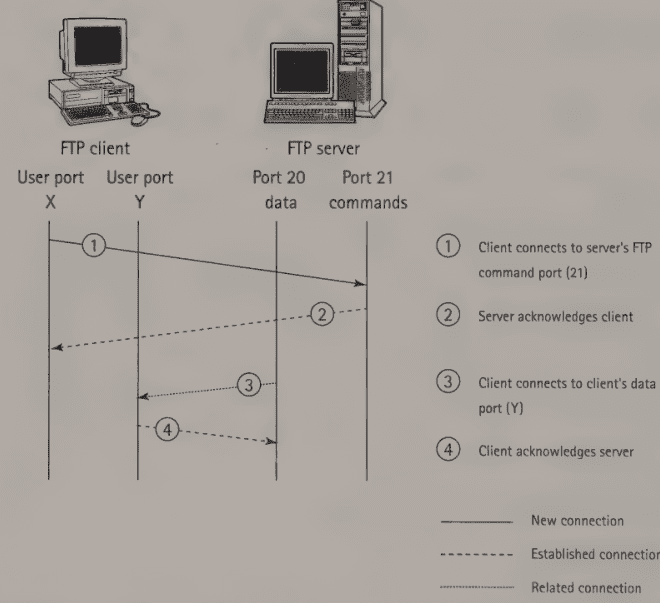 FTP client
FTP server
User port X
User port Y
Port 20 data
Port 21 commands
1
2
3
4
1 Client connects to server's FTP
command port (21)
2 Server acknowledges client
3 Client connects to client's data
port (Y)
4 Client acknowledges server
New connection
Established connection
Related connection